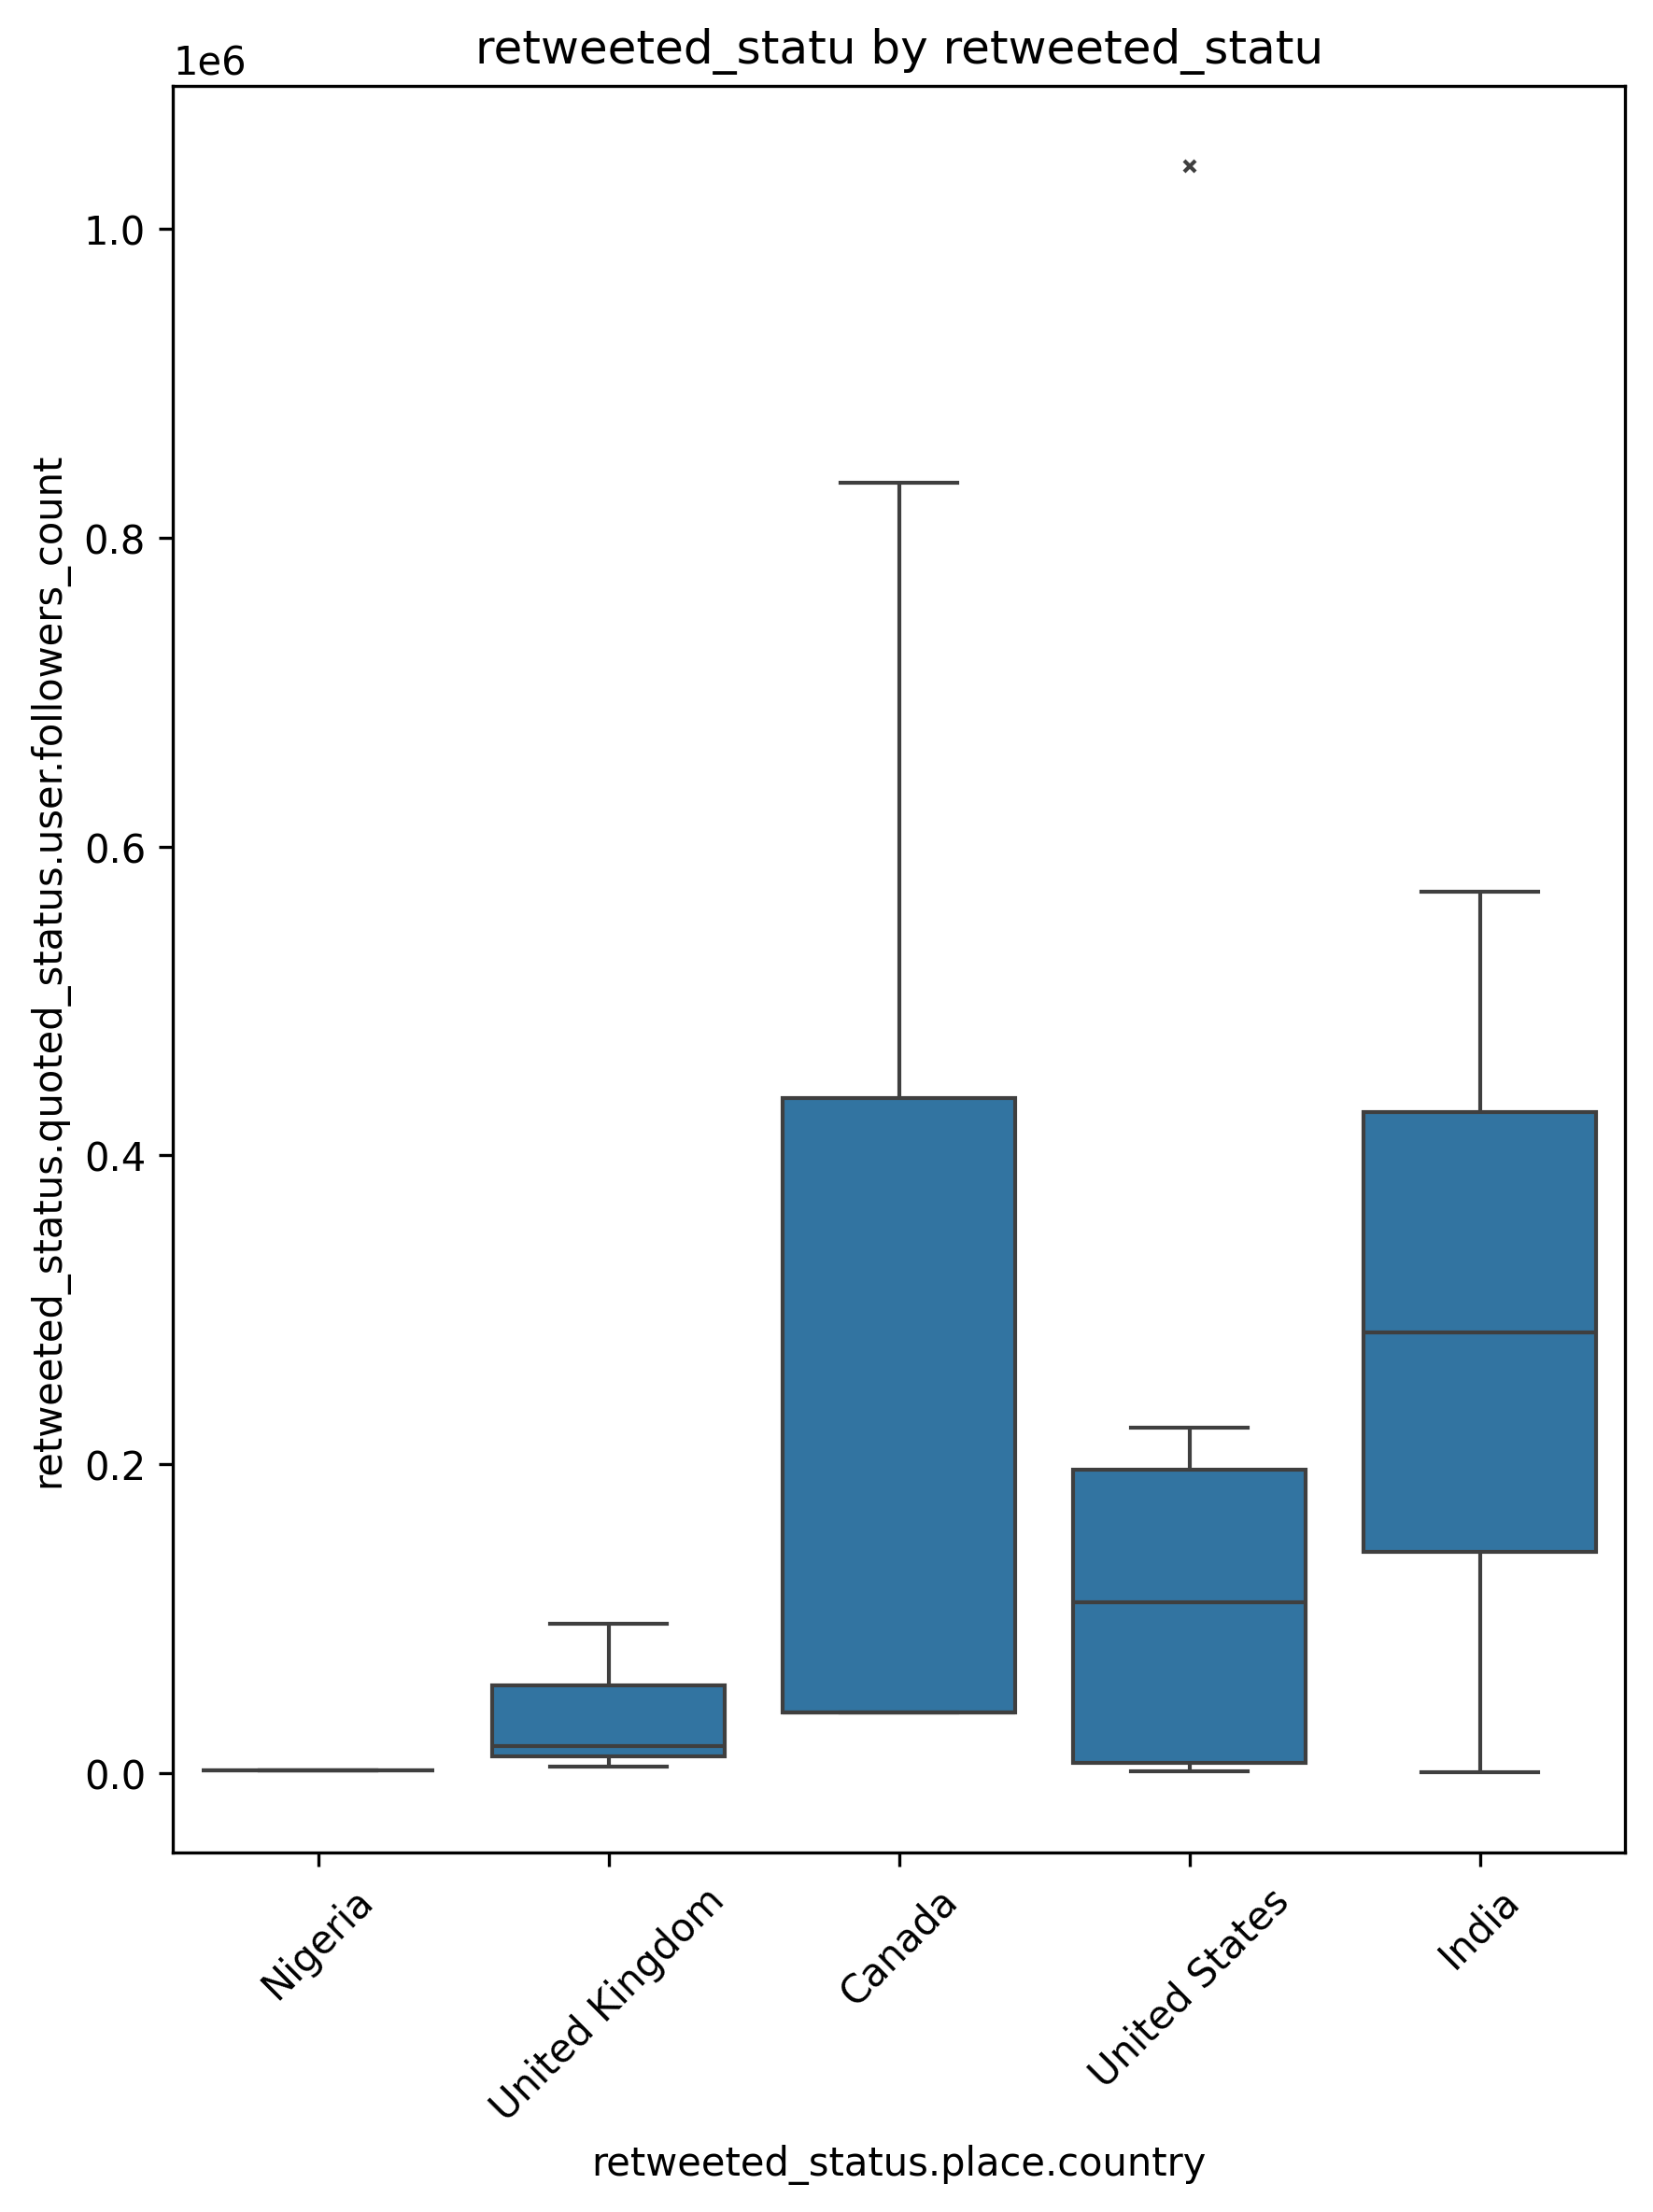 retweeted_statu by retweeted_statu
1e6
1.0
0.8
0.6
0.4
0.2
0.0
retweeted_status.quoted_status.user.followers_count
Nigeria
United Kingdom
Canada
United States
India
retweeted_status.place.country